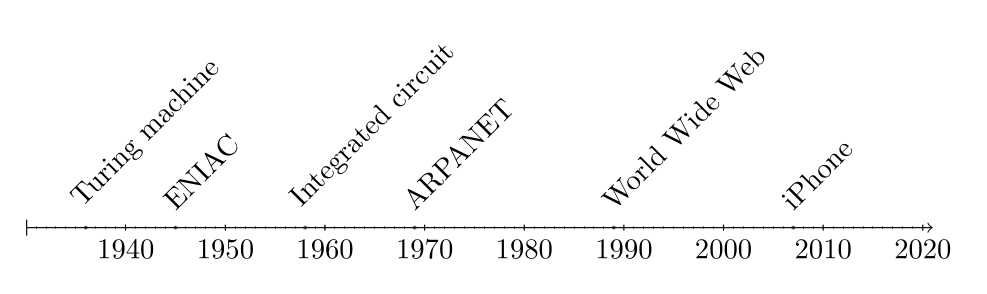 Turing machine
ENIAC
Integrated circuit
ARPANET
World Wide Web
iPhone
1940
1950
1960
1970
1980
1990
2000
2010
2020